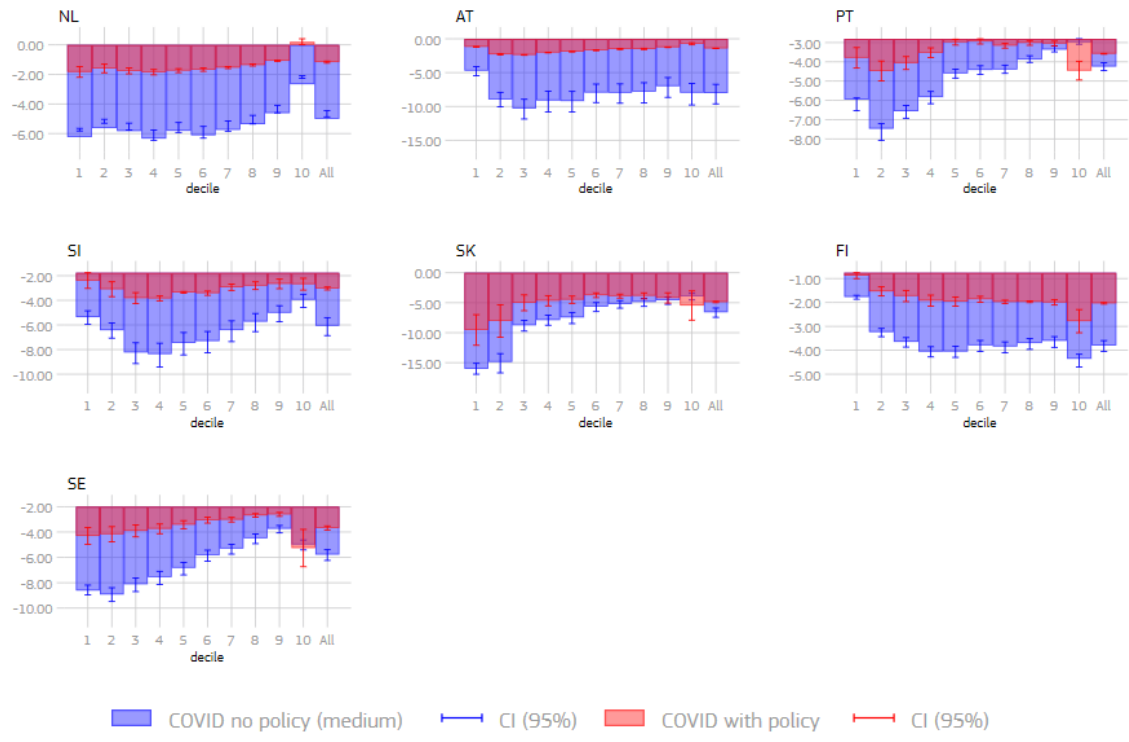 NL
0.00
-2.00
-4.00
-6.00
1 2 3 4 5 6 7 8 9 10 All
decile
AT
0.00
-5.00
-10.00
-15.00
1 2 3 4 5 6 7 8 9 10 All
decile
PT
-3.00
-4.00
-5.00
-6.00
-7.00
-8.00
1 2 3 4 5 6 7 8 9 10 All
decile
SI
-2.00
-4.00
-6.00
-8.00
-10.00
1 2 3 4 5 6 7 8 9 10 All
decile
SK
0.00
-5.00
-10.00
-15.00
1 2 3 4 5 6 7 8 9 10 All
decile
FI
-1.00
-2.00
-3.00
-4.00
-5.00
1 2 3 4 5 6 7 8 9 10 All
decile
SE
-2.00
-4.00
-6.00
-8.00
-10.00
1 2 3 4 5 6 7 8 9 10 All
decile
COVID no policy (medium) CI (95%) COVID with policy CI (95%)